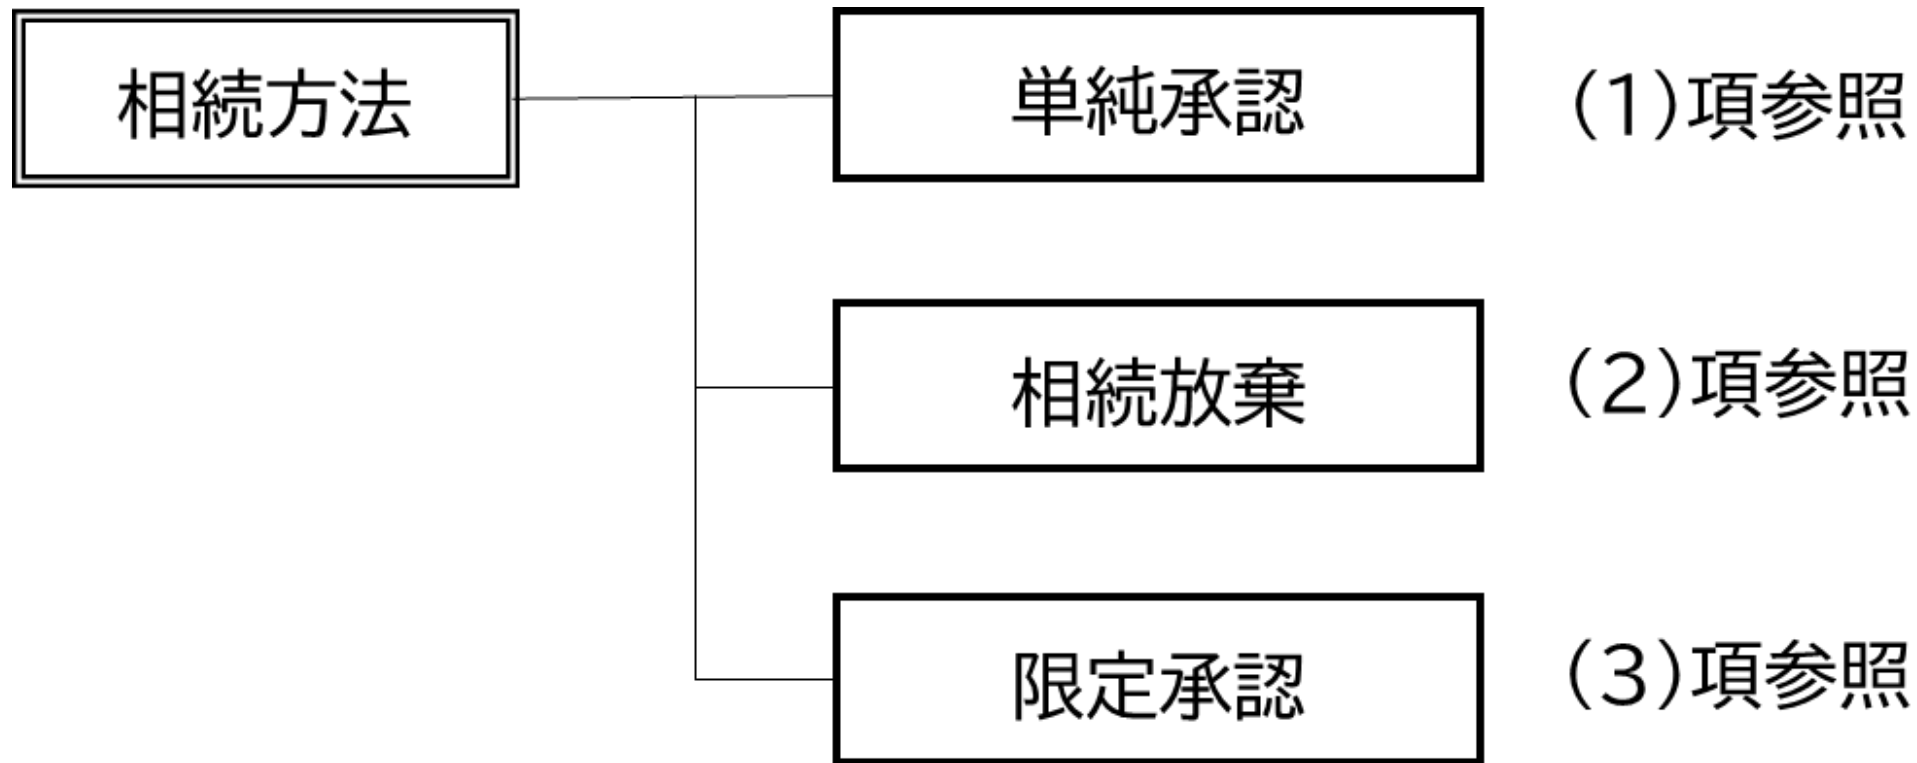 相続方法
単純承認
(1)項参照
相続放棄
(2)項参照
限定承認
(3)項参照